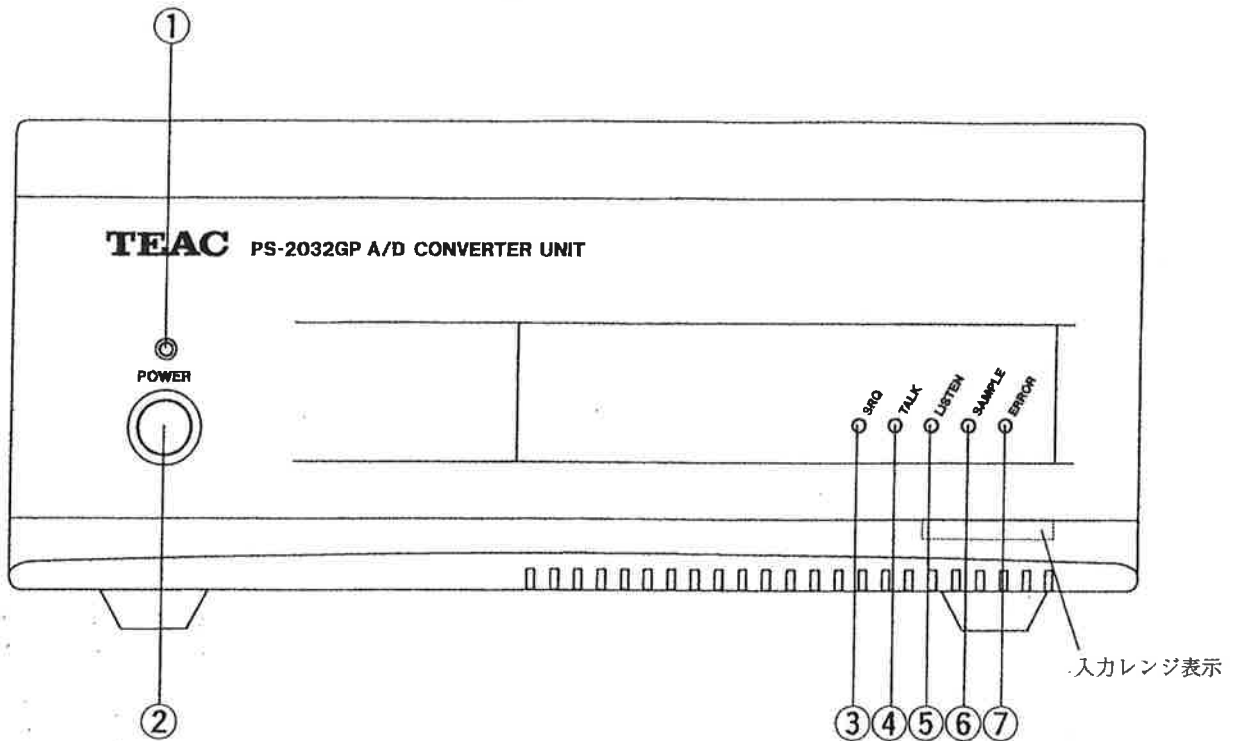 ①
TEAC PS-2032GP A/D CONVERTER UNIT
POWER
SRQ
TALK
LISTEN
SAMPLE
ERROR
入力レンジ表示
②
③④⑤⑥⑦